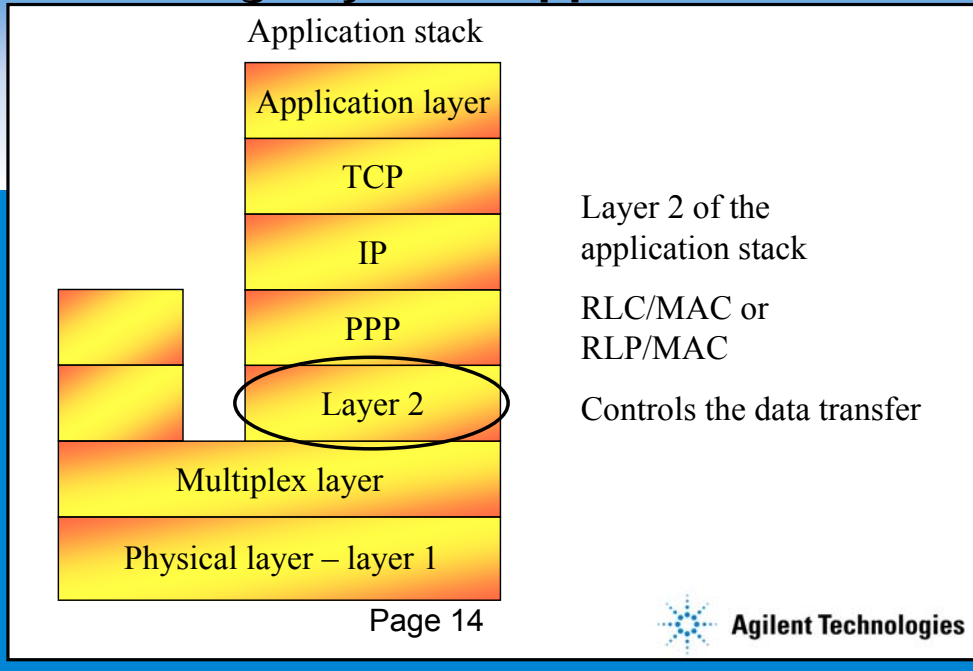 Application stack
Application layer
TCP
IP
PPP
Layer 2
Multiplex layer
Physical layer – layer 1
Layer 2 of the
application stack
RLC/MAC or
RLP/MAC
Controls the data transfer
Page 14
Agilent Technologies